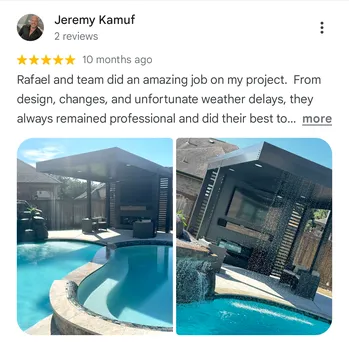 Jeremy Kamuf
2 reviews
10 months ago
Rafael and team did an amazing job on my project. From
design, changes, and unfortunate weather delays, they
always remained professional and did their best to... more